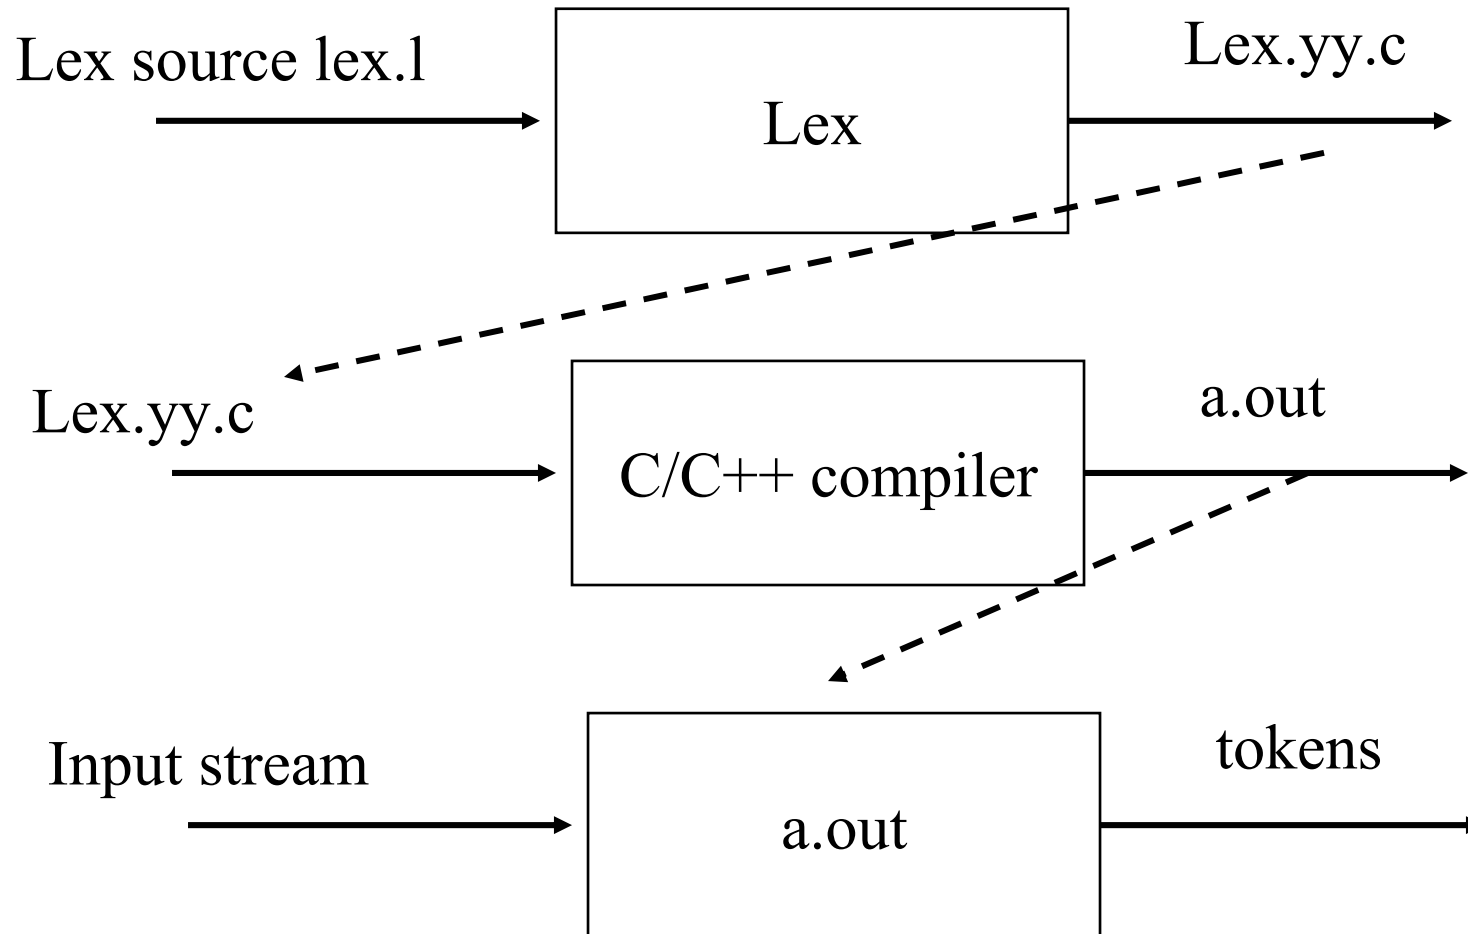 Lex source lex.l
Lex
Lex.yy.c
Lex.yy.c
C/C++ compiler
a.out
Input stream
a.out
tokens